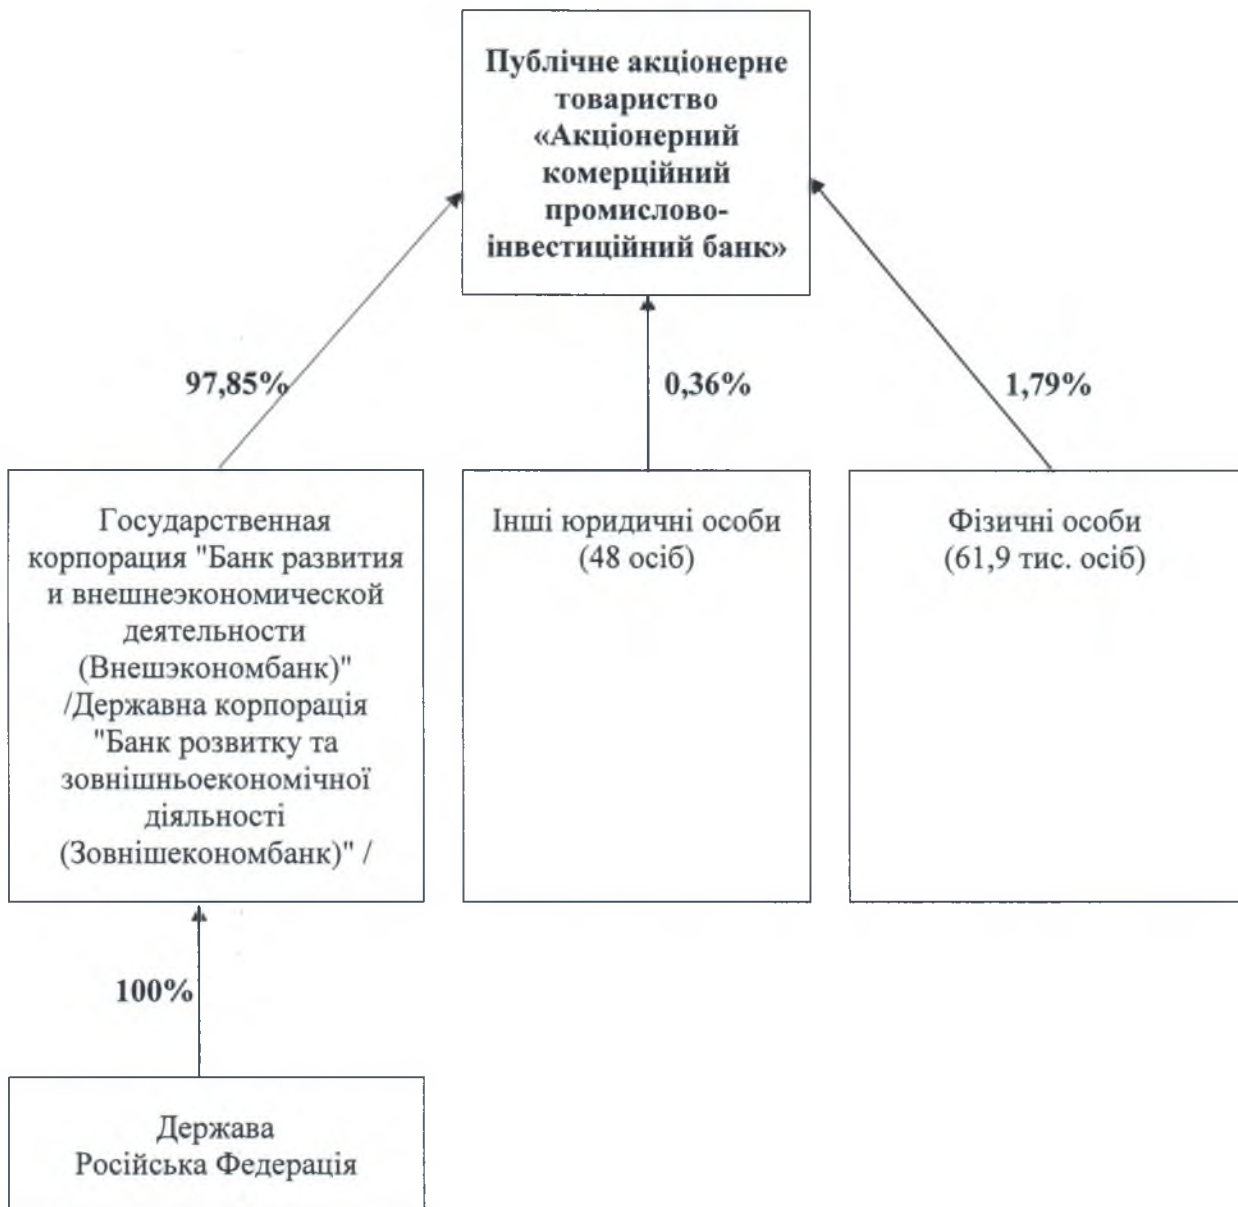 Публічне акціонерне
товариство
«Акціонерний
комерційний
промислово-
інвестиційний банк»
97,85%
0,36%
1,79%
Государственная
корпорация "Банк развития
и внешнеэкономической
деятельности
(Внешэкономбанк)"
/Державна корпорація
"Банк розвитку та
зовнішньоекономічної
діяльності
(Зовнішекономбанк)" /
Інші юридичні особи
(48 осіб)
Фізичні особи
(61,9 тис. осіб)
100%
Держава
Російська Федерація